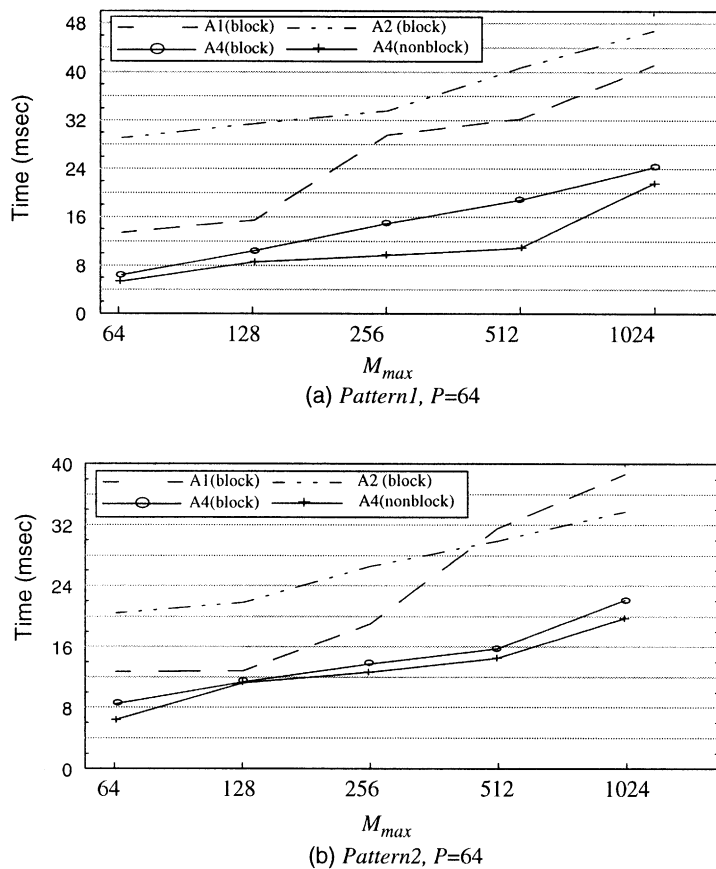 48
40
32
24
16
8
0
Time (msec)
A1(block) A2 (block)
A4(block) A4(nonblock)
64 128 256 512 1024
Mmax
(a) Pattern1, P=64
40
32
24
16
8
0
Time (msec)
A1(block) A2 (block)
A4(block) A4(nonblock)
64 128 256 512 1024
Mmax
(b) Pattern2, P=64